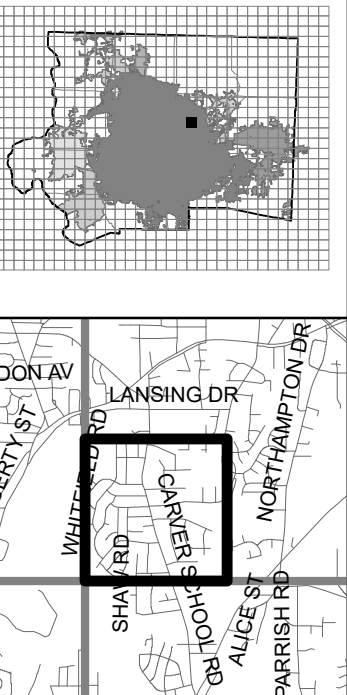 DON AV
LANSING DR
NORTHAMPTON DR
ERTY ST
WHITEFIELD RD
CARVER SCHOOL RD
SHAW RD
ALICE ST
PARRISH RD